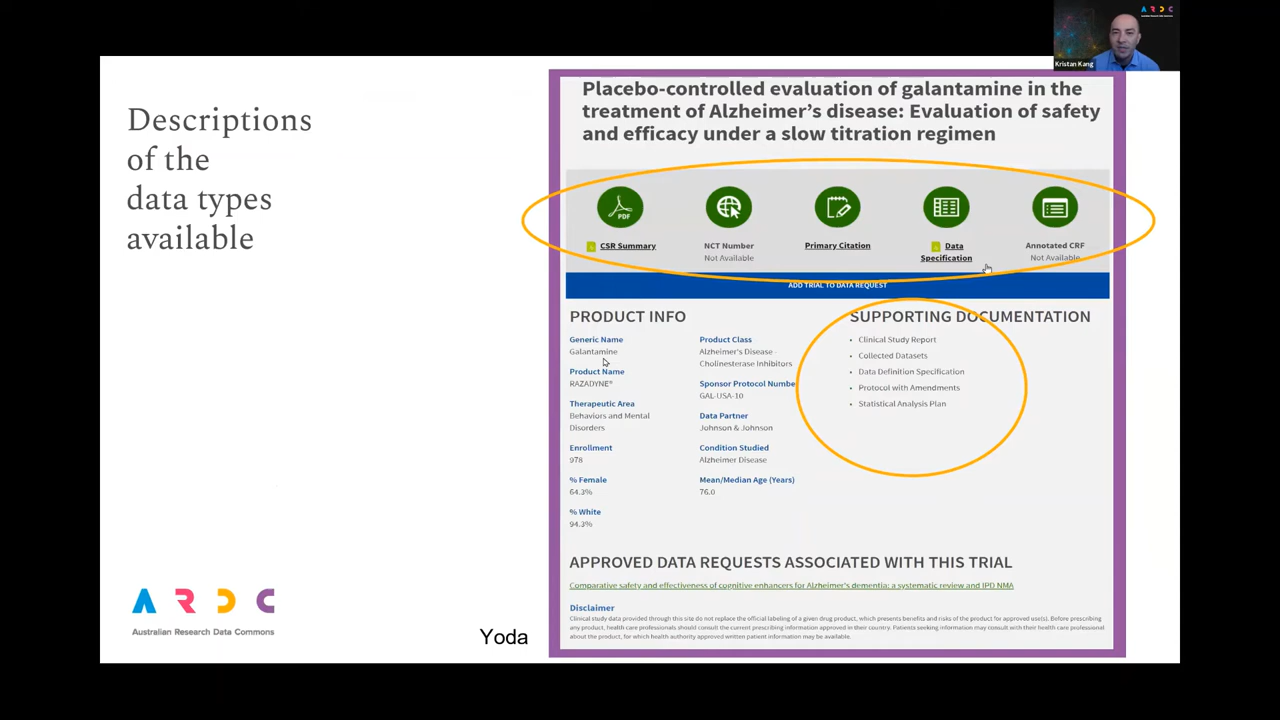 A R D C
Kristan Kang
Descriptions
of the
data types
available
Placebo-controlled evaluation of galantamine in the
treatment of Alzheimer's disease: Evaluation of safety
and efficacy under a slow titration regimen
PDF
CSR Summary
NCT Number
Not Available
Primary Citation
Data
Specification
Annotated CRF
Not Available
ADD TRIAL TO DATA REQUEST
PRODUCT INFO
Generic Name
Galantamine
Product Name
RAZADYNE®
Therapeutic Area
Behaviors and Mental
Disorders
Enrollment
978
% Female
64.3%
% White
94.3%
Product Class
Alzheimer's Disease -
Cholinesterase Inhibitors
Sponsor Protocol Numbe
GAL-USA-10
Data Partner
Johnson & Johnson
Condition Studied
Alzheimer Disease
Mean/Median Age (Years)
76.0
SUPPORTING DOCUMENTATION
• Clinical Study Report
• Collected Datasets
• Data Definition Specification
• Protocol with Amendments
• Statistical Analysis Plan
APPROVED DATA REQUESTS ASSOCIATED WITH THIS TRIAL
Comparative safety and effectiveness of cognitive enhancers for Alzheimer's dementia: a systematic review and IPD NMA
Disclaimer
Clinical study data provided through this site do not replace the official labeling of a given drug product, which presents benefits and risks of the product for approved use(s). Before prescribing
any product, health care professionals should consult the current prescribing information approved in their country. Patients seeking information may consult with their health care professional
about the product, for which health authority approved written patient information may be available.
A R D C
Australian Research Data Commons
Yoda